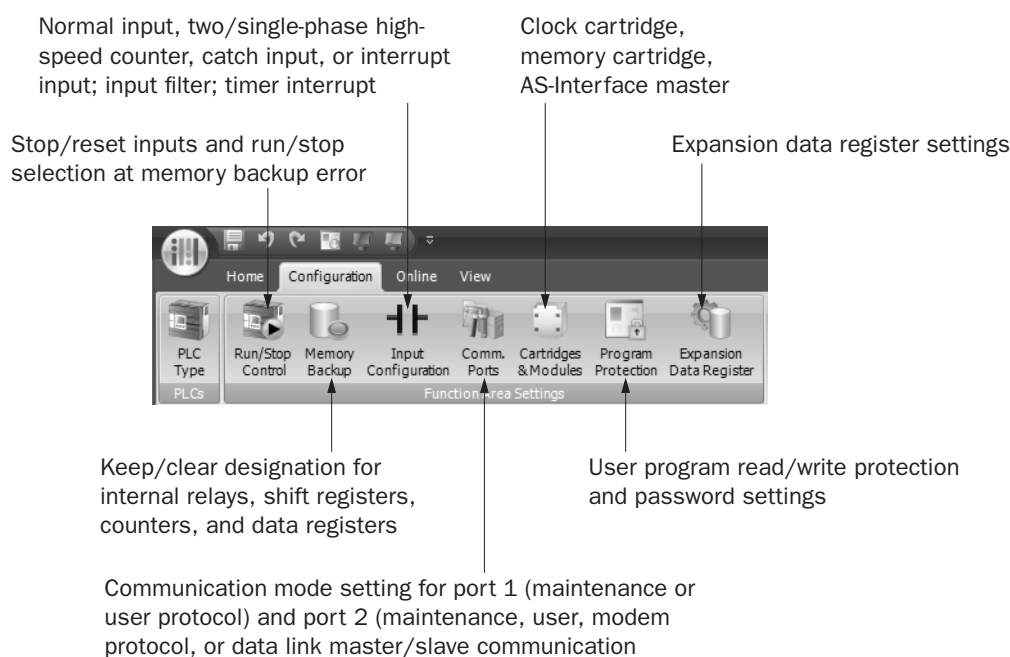 Normal input, two/single-phase high-
speed counter, catch input, or interrupt
input; input filter; timer interrupt
Clock cartridge,
memory cartridge,
AS-Interface master
Stop/reset inputs and run/stop
selection at memory backup error
Expansion data register settings
Home Configuration Online View
PLC
Type
Run/Stop
Control
Memory
Backup
Input
Configuration
Comm.
Ports
Cartridges
& Modules
Program
Protection
Expansion
Data Register
PLCs
Function Area Settings
Keep/clear designation for
internal relays, shift registers,
counters, and data registers
User program read/write protection
and password settings
Communication mode setting for port 1 (maintenance or
user protocol) and port 2 (maintenance, user, modem
protocol, or data link master/slave communication